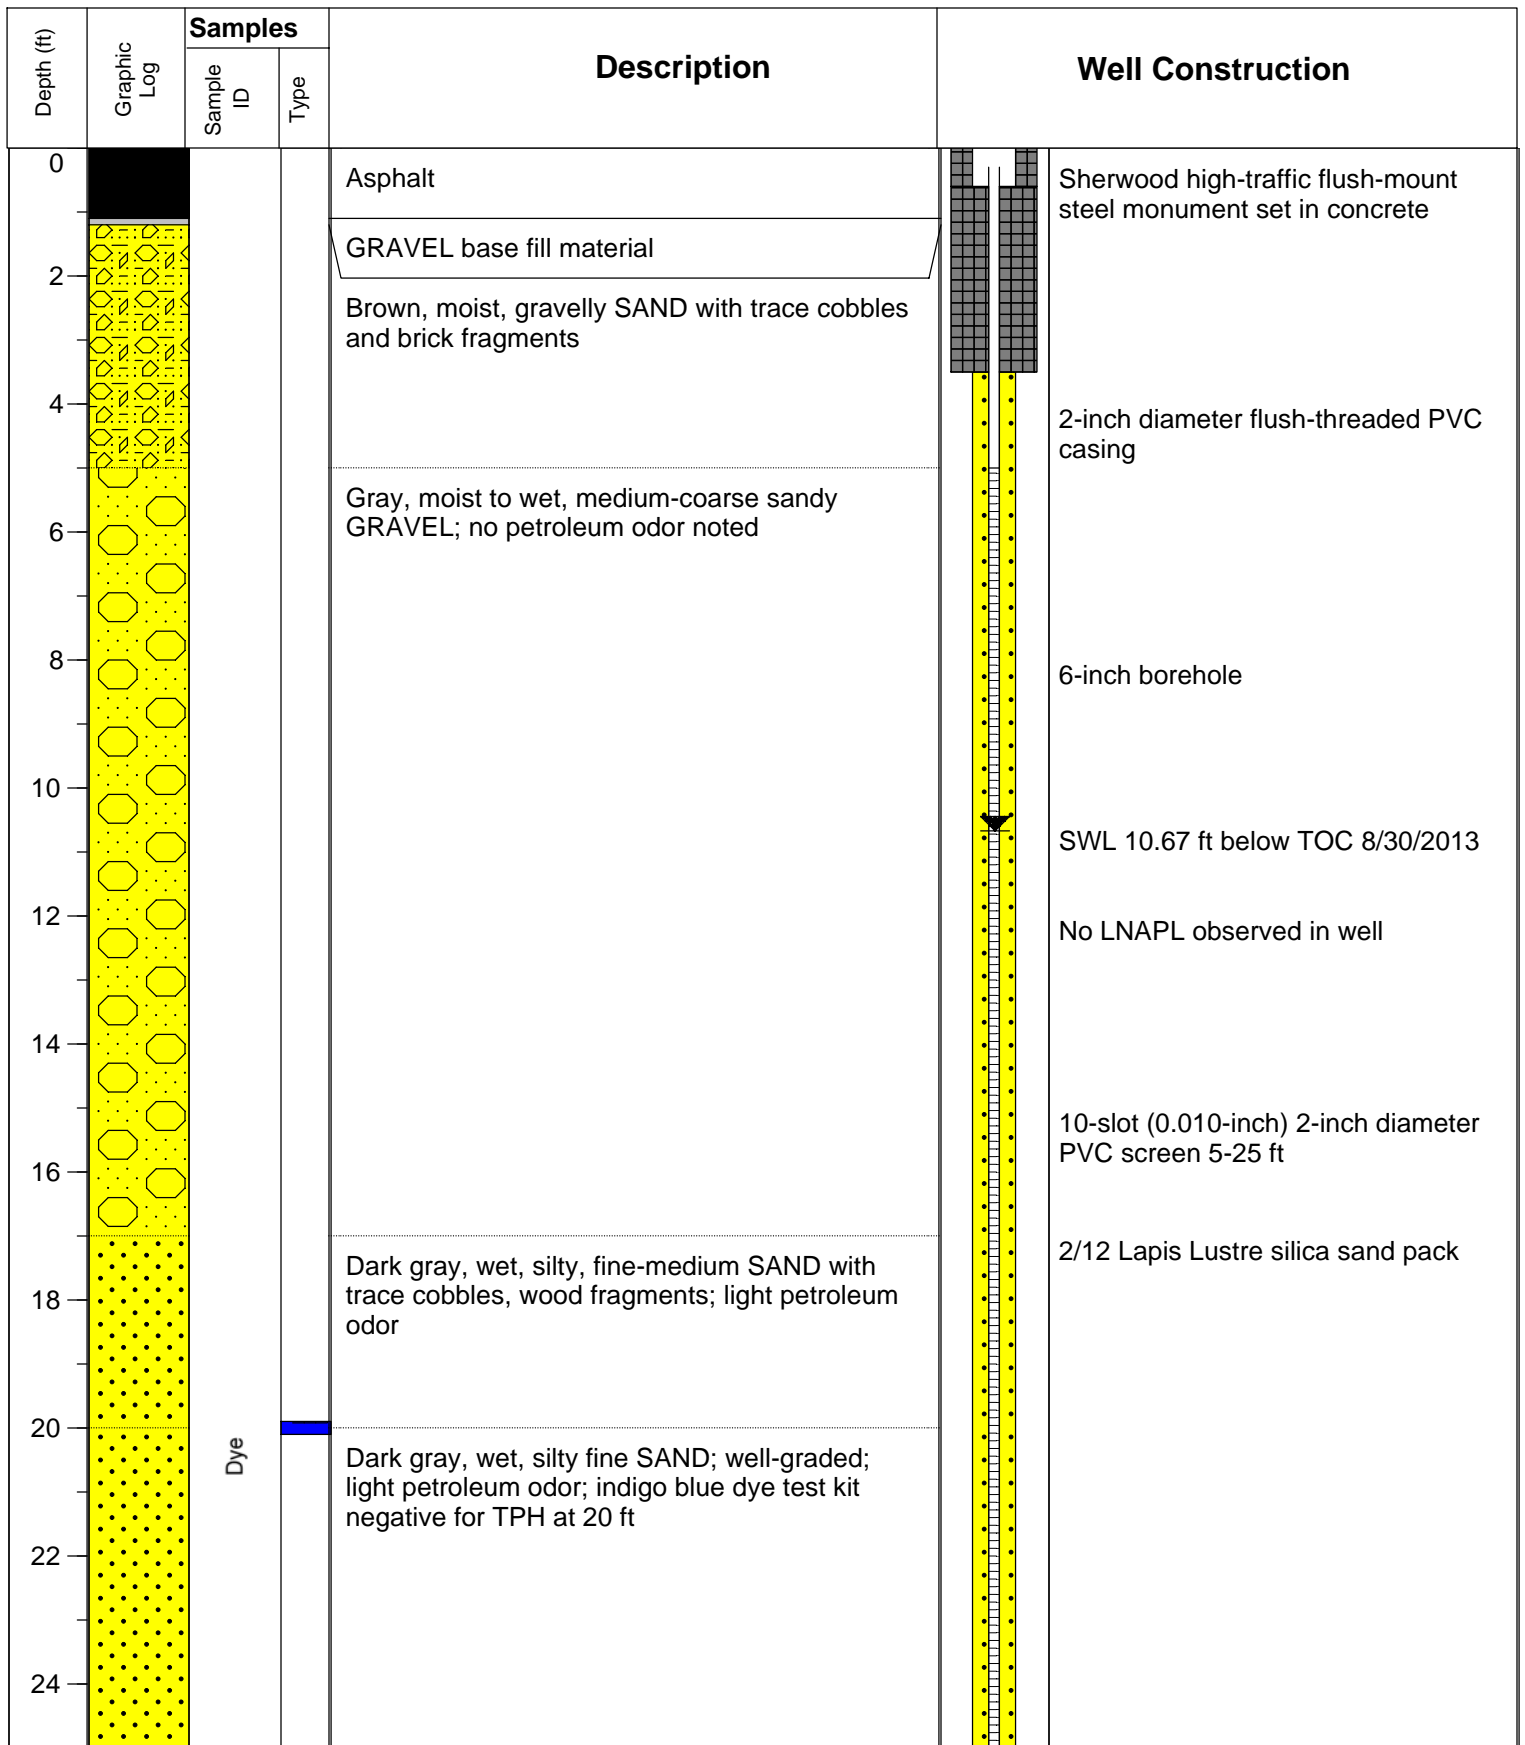 Depth (ft)
Graphic
Log
Samples
Sample
ID
Type
Description
Well Construction
0
2
4
6
8
10
12
14
16
18
20
22
24
Dye
Asphalt
GRAVEL base fill material
Brown, moist, gravelly SAND with trace cobbles
and brick fragments
Gray, moist to wet, medium-coarse sandy
GRAVEL; no petroleum odor noted
Dark gray, wet, silty, fine-medium SAND with
trace cobbles, wood fragments; light petroleum
odor
Dark gray, wet, silty fine SAND; well-graded;
light petroleum odor; indigo blue dye test kit
negative for TPH at 20 ft
Sherwood high-traffic flush-mount
steel monument set in concrete
2-inch diameter flush-threaded PVC
casing
6-inch borehole
SWL 10.67 ft below TOC 8/30/2013
No LNAPL observed in well
10-slot (0.010-inch) 2-inch diameter
PVC screen 5-25 ft
2/12 Lapis Lustre silica sand pack